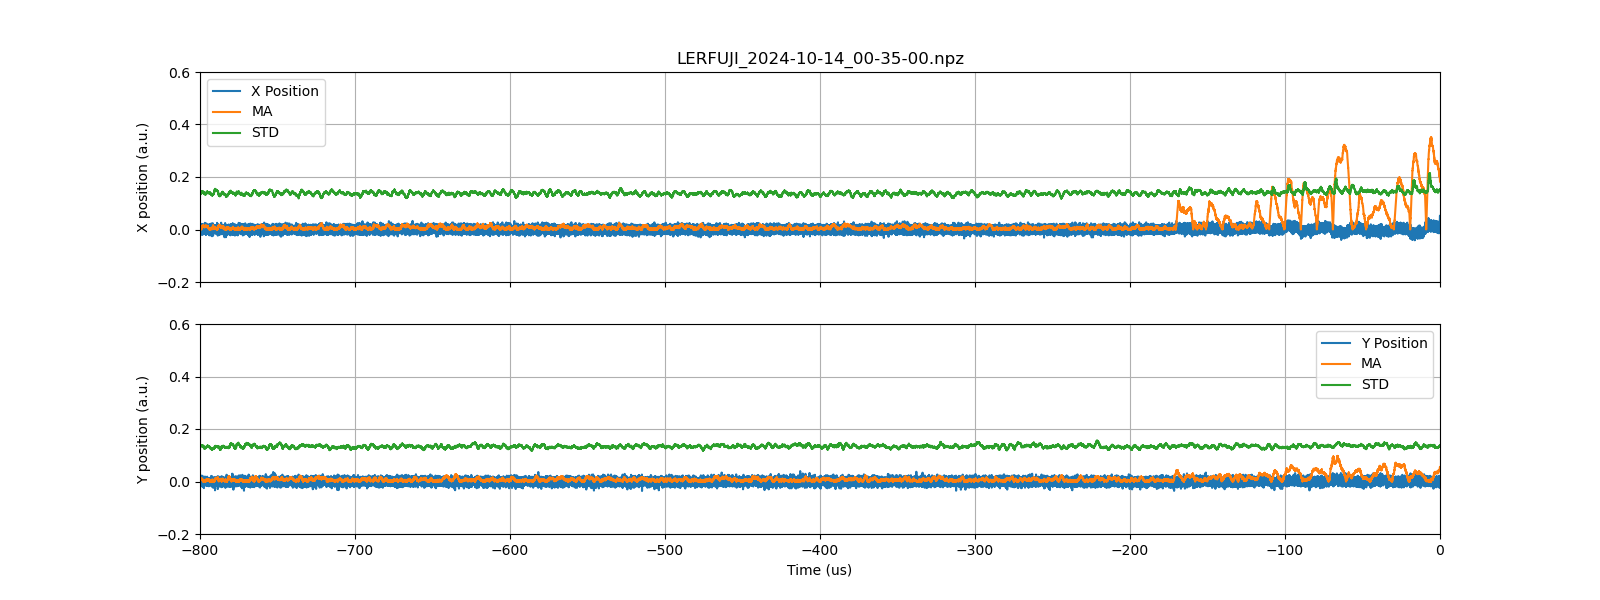 LERFUJI_2024-10-14_00-35-00.npz
X position (a.u.)
0.6
0.4
0.2
0.0
−0.2
X Position
MA
STD
Y position (a.u.)
0.6
0.4
0.2
0.0
−0.2
Y Position
MA
STD
−800 −700 −600 −500 −400 −300 −200 −100 0
Time (us)